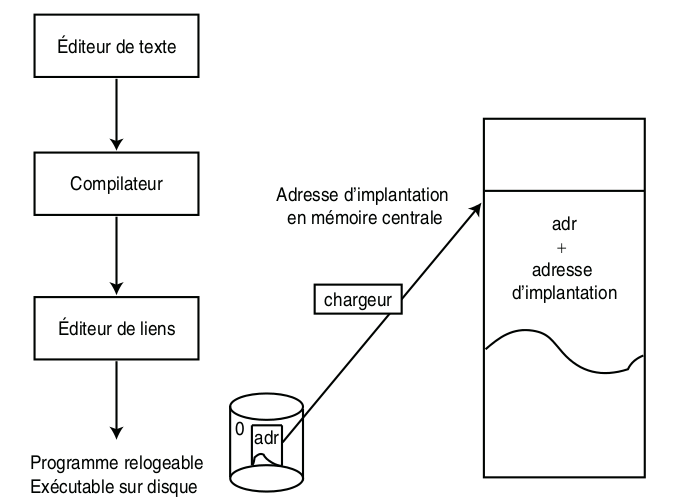 Éditeur de texte
Compilateur
Éditeur de liens
Programme relogeable
Exécutable sur disque
0
adr
chargeur
Adresse d’implantation
en mémoire centrale
adr
+
adresse
d’implantation